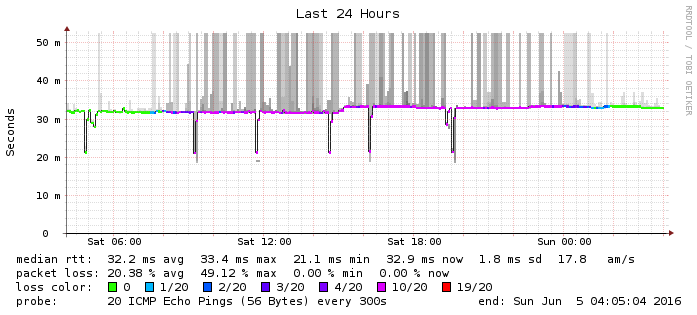 Last 24 Hours
RRDTOOL / TOBI OETIKER
Seconds
50 m
40 m
30 m
20 m
10 m
0
Sat 06:00 Sat 12:00 Sat 18:00 Sun 00:00
median rtt: 32.2 ms avg 33.4 ms max 21.1 ms min 32.9 ms now 1.8 ms sd 17.8 am/s
packet loss: 20.38 % avg 49.12 % max 0.00 % min 0.00 % now
loss color: 0 1/20 2/20 3/20 4/20 10/20 19/20
probe: 20 ICMP Echo Pings (56 Bytes) every 300s end: Sun Jun 5 04:05:04 2016